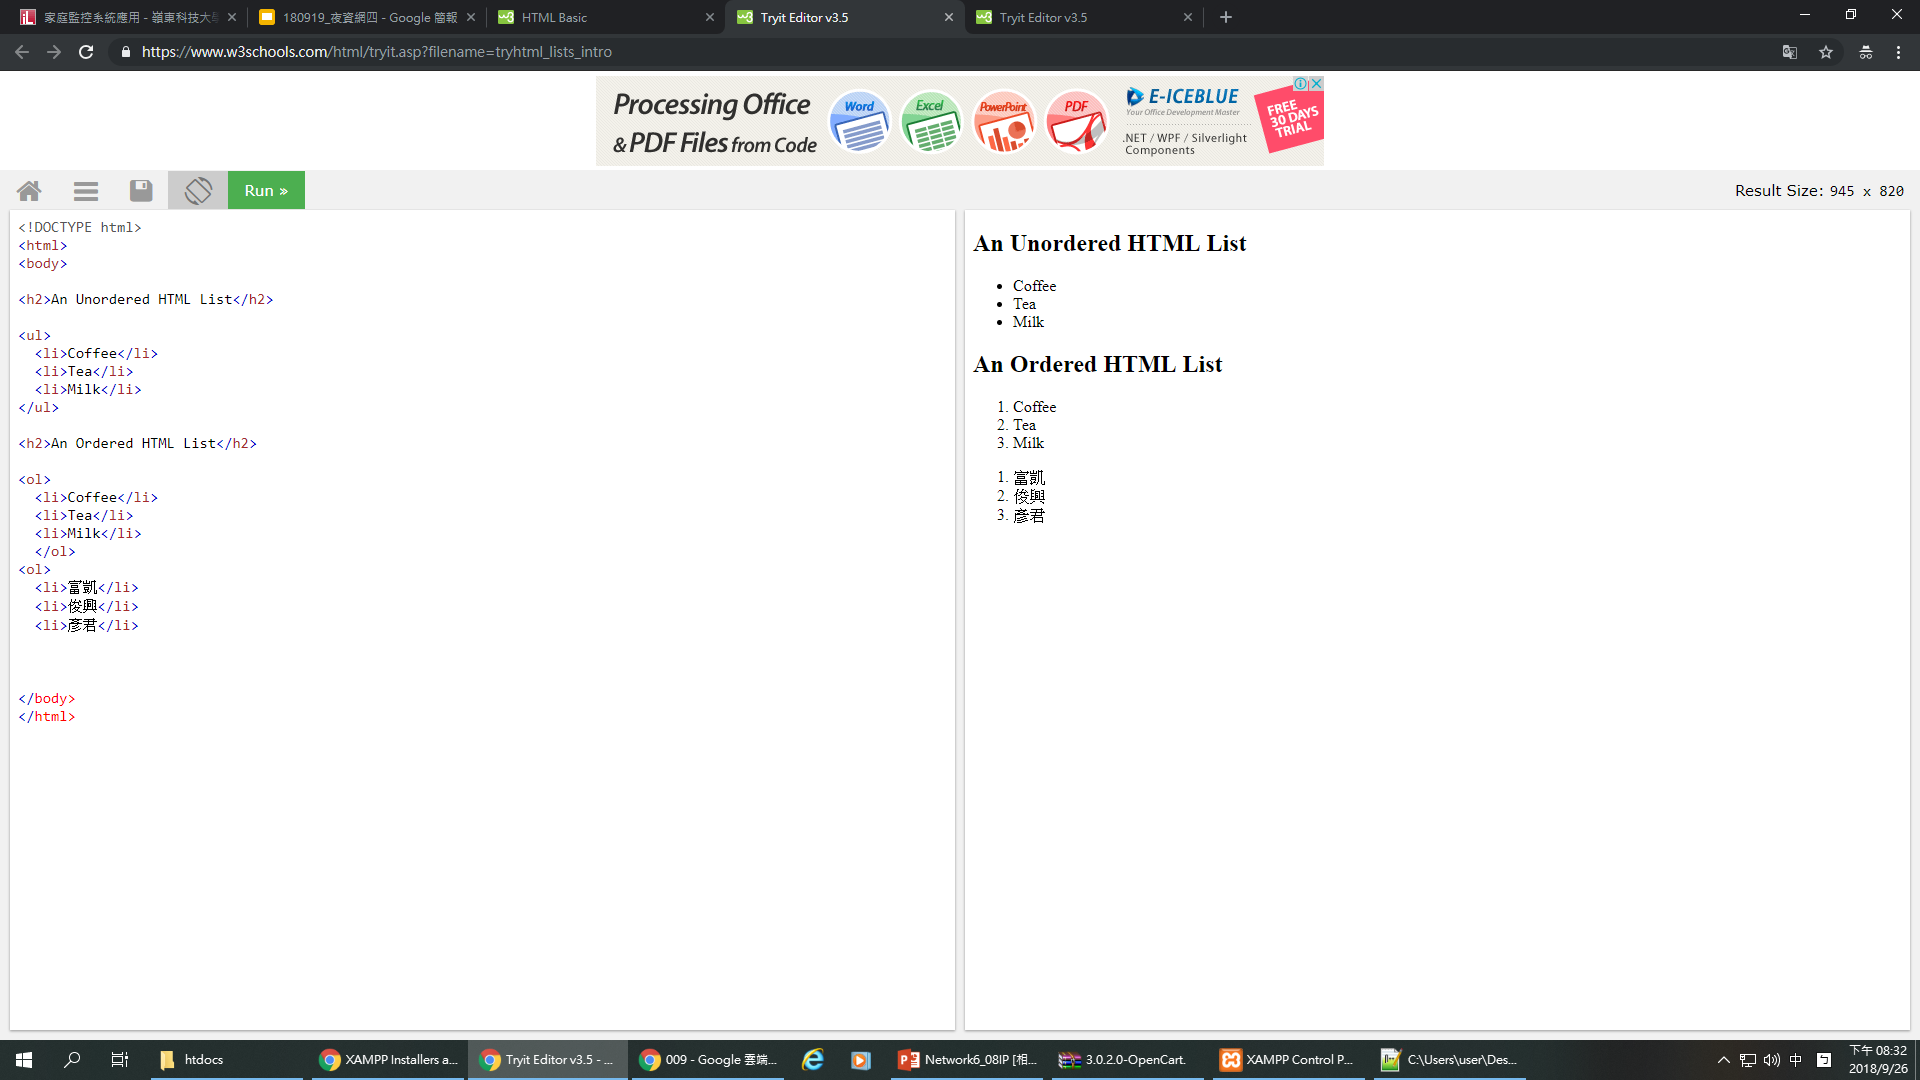 家庭監控系統應用 - 嶺東科技大
180919_夜資網四 - Google 簡報
HTML Basic
Tryit Editor v3.5
Tryit Editor v3.5
https://www.w3schools.com/html/tryit.asp?filename=tryhtml_lists_intro
Processing Office
& PDF Files from Code
Word
Excel
PowerPoint
PDF
E-ICEBLUE
Your Office Development Master
.NET / WPF / Silverlight
Components
FREE
30 DAYS
TRIAL
Run »
Result Size: 945 x 820
<!DOCTYPE html>
<html>
<body>
<h2>An Unordered HTML List</h2>
<ul>
<li>Coffee</li>
<li>Tea</li>
<li>Milk</li>
</ul>
<h2>An Ordered HTML List</h2>
<ol>
<li>Coffee</li>
<li>Tea</li>
<li>Milk</li>
</ol>
<ol>
<li>富凱</li>
<li>俊興</li>
<li>彥君</li>
</body>
</html>
An Unordered HTML List
• Coffee
• Tea
• Milk
An Ordered HTML List
1. Coffee
2. Tea
3. Milk
1. 富凱
2. 俊興
3. 彥君
htdocs
XAMPP Installers a...
Tryit Editor v3.5 - ...
009 - Google 雲端...
Network6_08IP [相...
3.0.2.0-OpenCart.
XAMPP Control P...
C:\Users\user\Des...
中
下午 08:32
2018/9/26